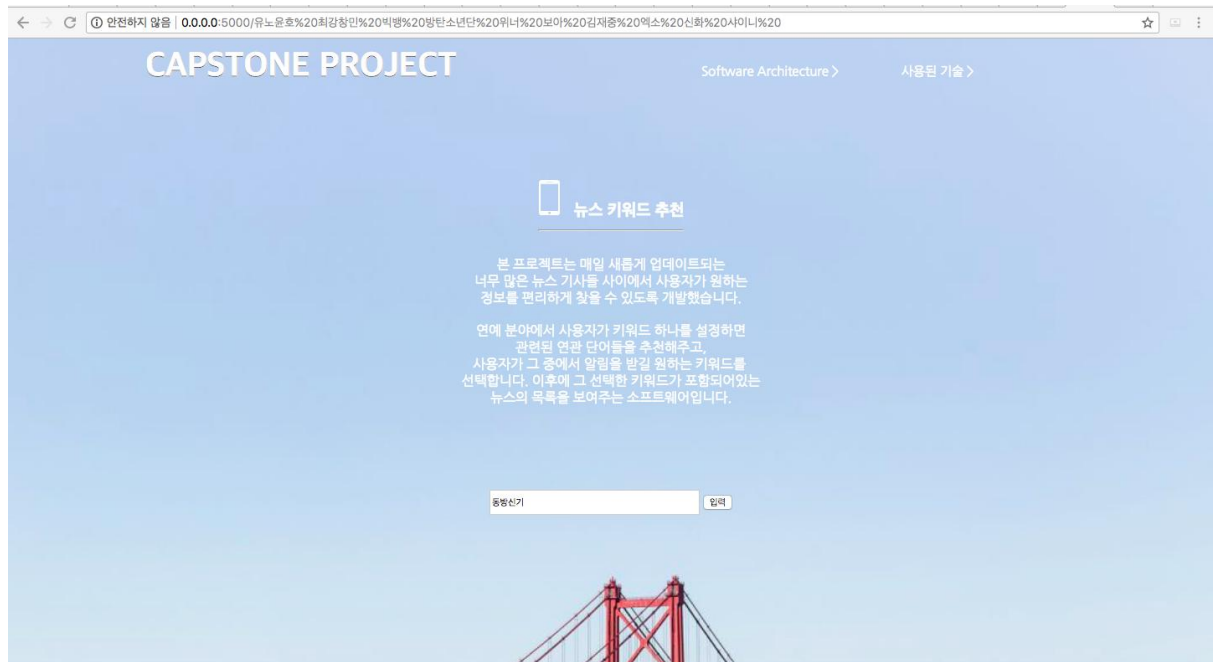 안전하지 않음 | 0.0.0.0:5000/유노윤호%20최강창민%20빅뱅%20방탄소년단%20위너%20보아%20김재중%20엑소%20신화%20샤이니%20
CAPSTONE PROJECT
Software Architecture >
사용된 기술 >
뉴스 키워드 추천
본 프로젝트는 매일 새롭게 업데이트되는
너무 많은 뉴스 기사들 사이에서 사용자가 원하는
정보를 편리하게 찾을 수 있도록 개발했습니다.
연예 분야에서 사용자가 키워드 하나를 설정하면
관련된 연관 단어들을 추천해주고,
사용자가 그 중에서 알림을 받길 원하는 키워드를
선택합니다. 이후에 그 선택한 키워드가 포함되어있는
뉴스의 목록을 보여주는 소프트웨어입니다.
동방신기
입력